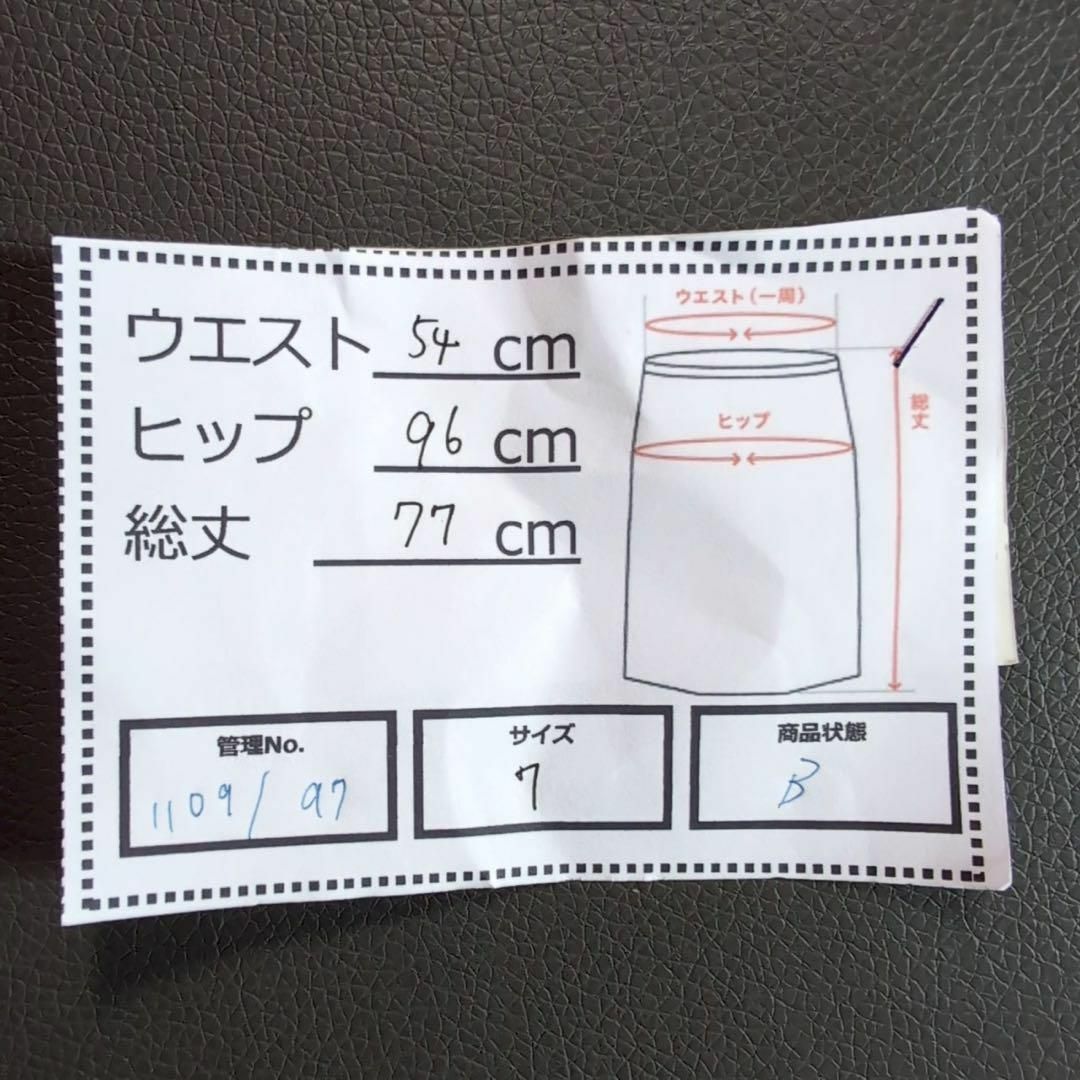 ウエスト 54 cm
ヒップ 96 cm
総丈 77 cm
ウエスト(一周)
ヒップ
総丈
管理No.
1109/97
サイズ
7
商品状態
B